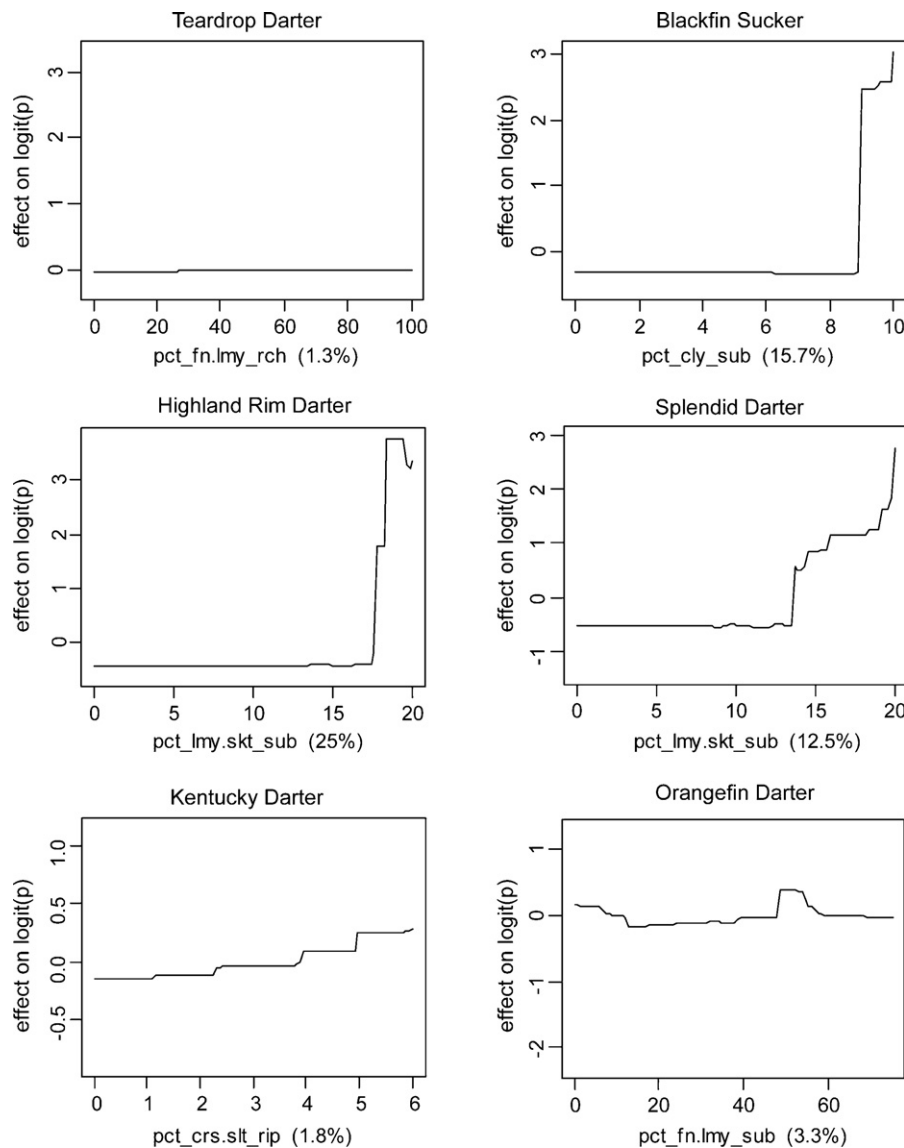 Teardrop Darter
effect on logit(p)
3
2
1
0
0 20 40 60 80 100
pct_fn.lmy_rch (1.3%)
Blackfin Sucker
effect on logit(p)
3
2
1
0
0 2 4 6 8 10
pct_cly_sub (15.7%)
Highland Rim Darter
effect on logit(p)
3
2
1
0
0 5 10 15 20
pct_lmy.skt_sub (25%)
Splendid Darter
effect on logit(p)
3
2
1
0
-1
0 5 10 15 20
pct_lmy.skt_sub (12.5%)
Kentucky Darter
effect on logit(p)
1.0
0.5
0.0
-0.5
0 1 2 3 4 5 6
pct_crs.slt_rip (1.8%)
Orangefin Darter
effect on logit(p)
1
0
-1
-2
0 20 40 60
pct_fn.lmy_sub (3.3%)